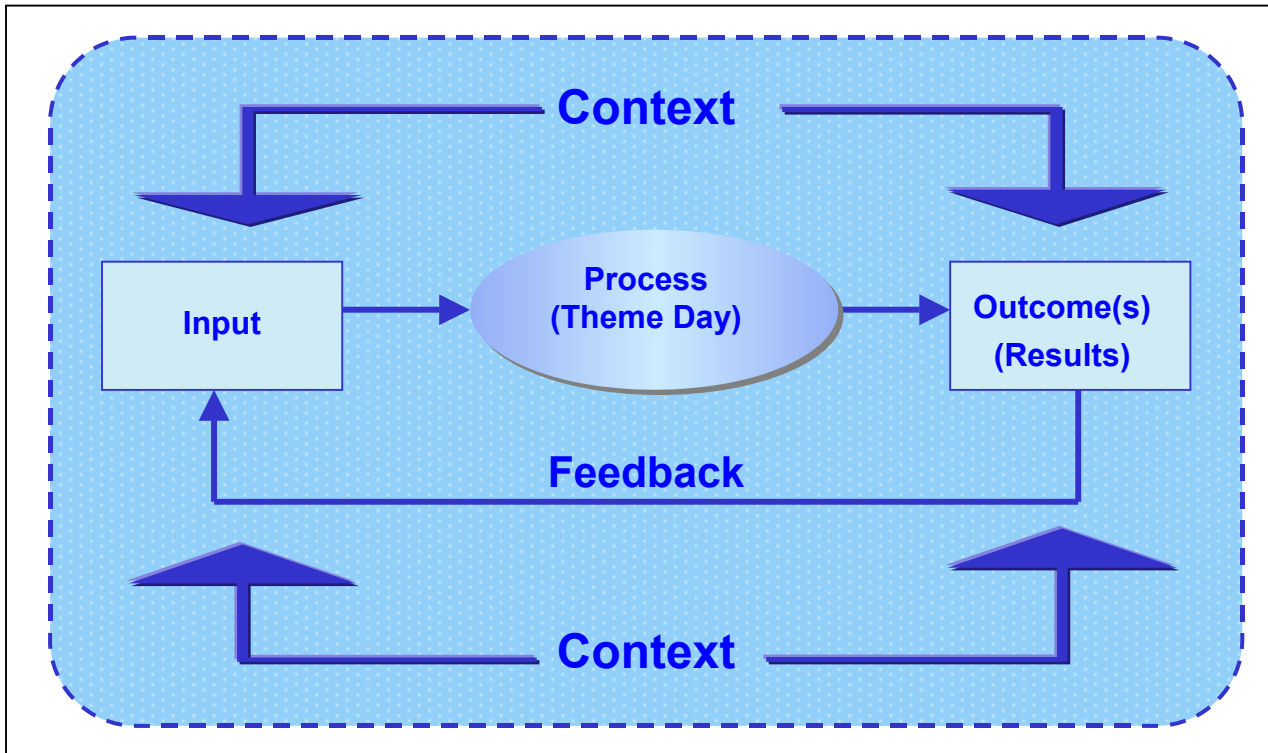 Context
Input
Process
(Theme Day)
Outcome(s)
(Results)
Feedback
Context